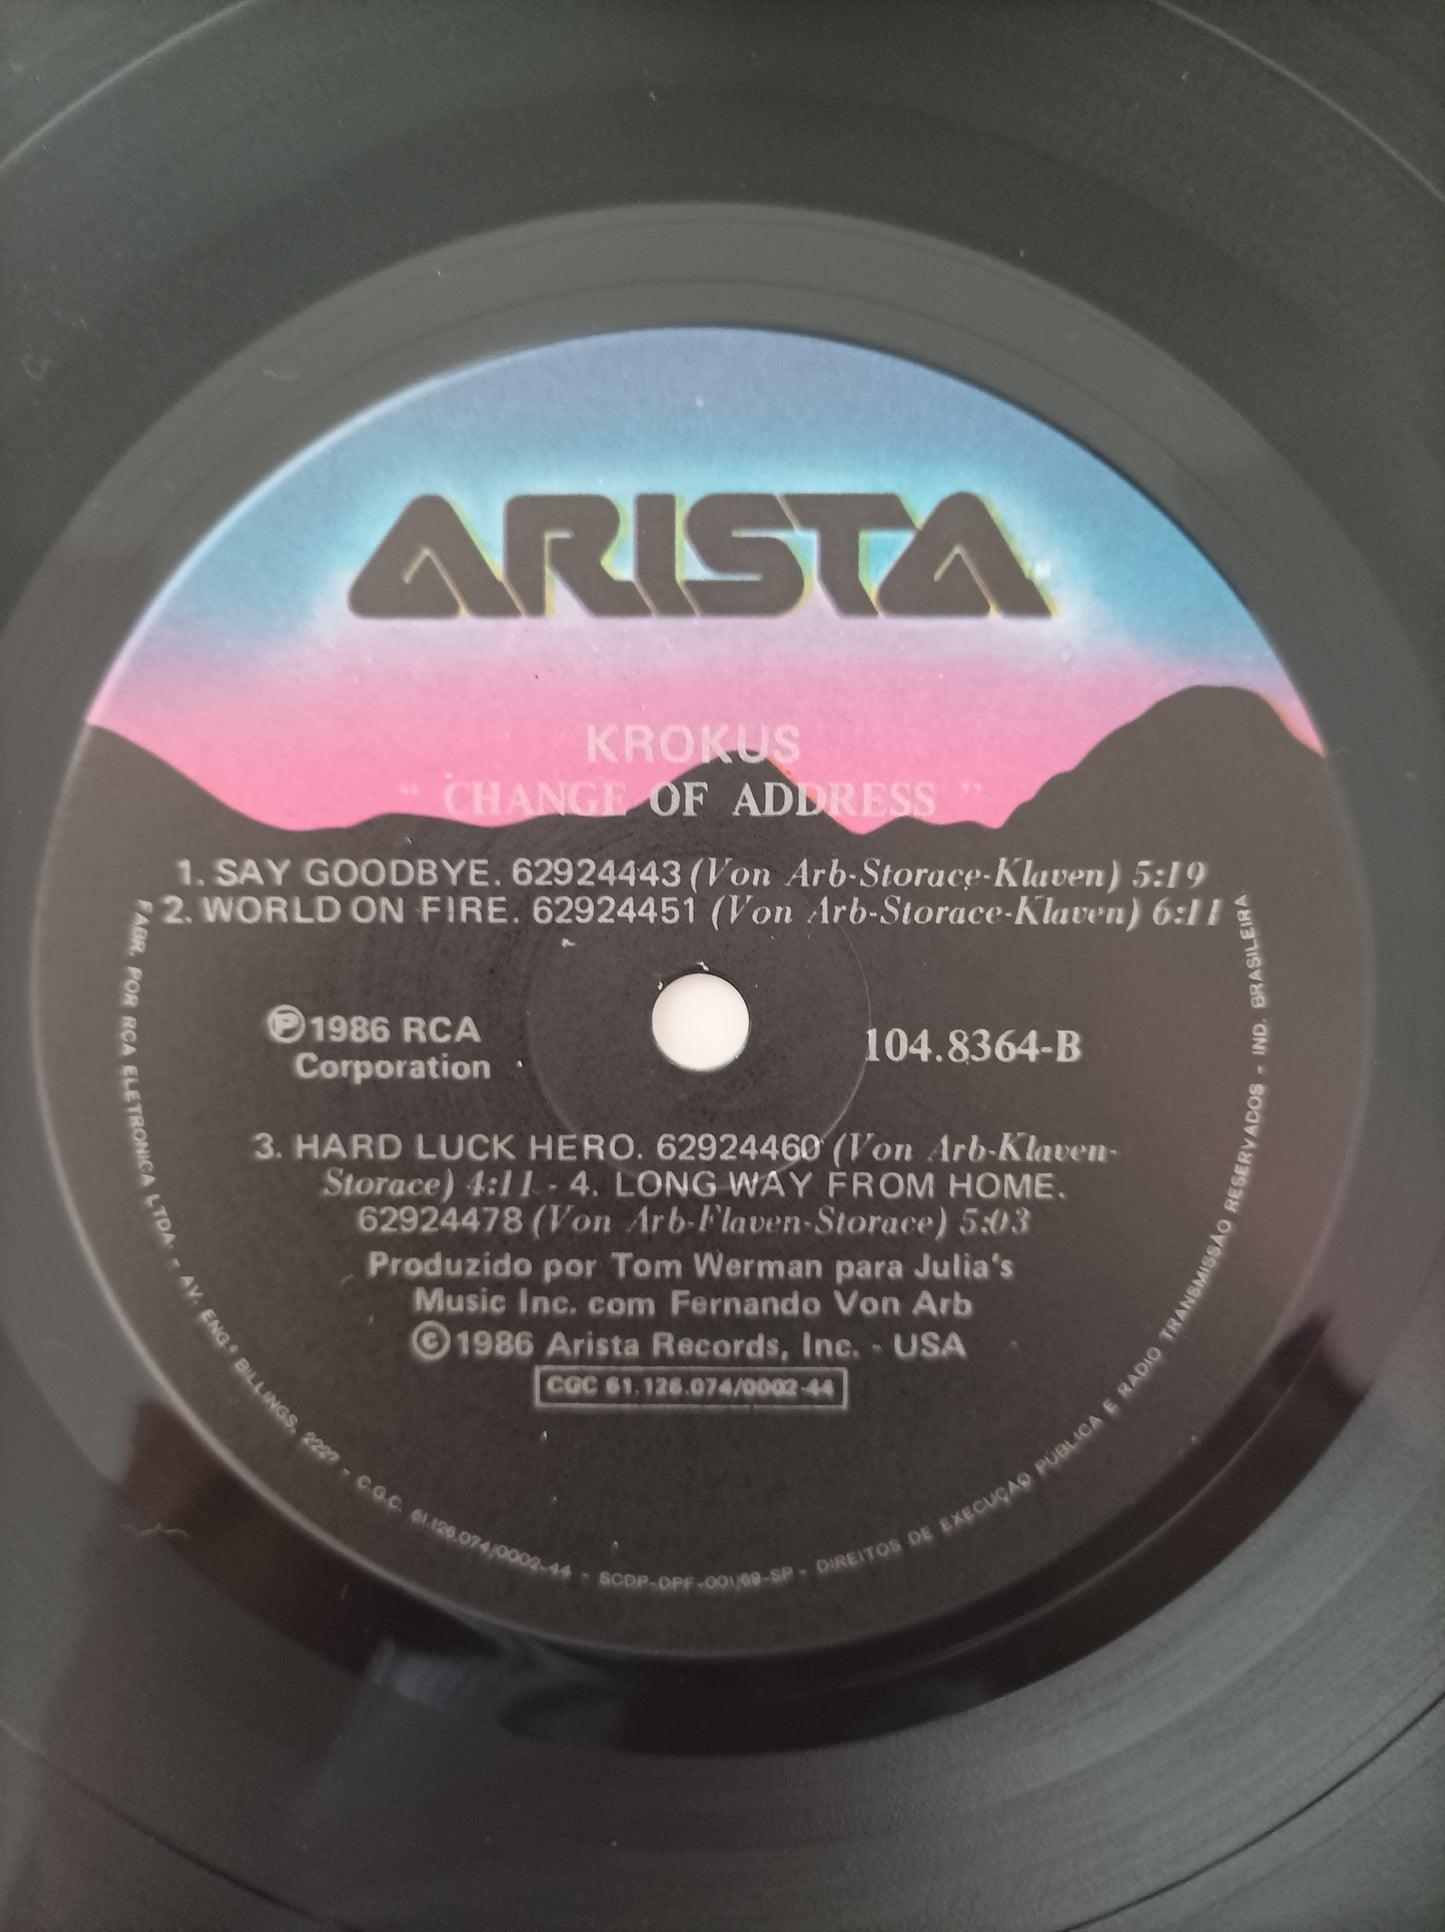 ARISTA
KROKUS
“ CHANGE OF ADDRESS ”
1. SAY GOODBYE. 62924443 (Von Arb-Storace-Klaven) 5:19
2. WORLD ON FIRE. 62924451 (Von Arb-Storace-Klaven) 6:11
Ⓟ1986 RCA
Corporation
104.8364-B
3. HARD LUCK HERO. 62924460 (Von Arb-Klaven-
Storace) 4:11 - 4. LONG WAY FROM HOME.
62924478 (Von Arb-Flaven-Storace) 5:03
Produzido por Tom Werman para Julia's
Music Inc. com Fernando Von Arb
©1986 Arista Records, Inc. - USA
CGC 61.126.074/0002-44
FABR. POR RCA ELETRONICA LTDA. - AV. ENG.º BILLINGS, 2227 - C.G.C. 61.126.074/0002-44 - SCDP-DPF-001/69-SP - DIREITOS DE EXECUÇÃO PÚBLICA E RADIO TRANSMISSÃO RESERVADOS - IND. BRASILEIRA